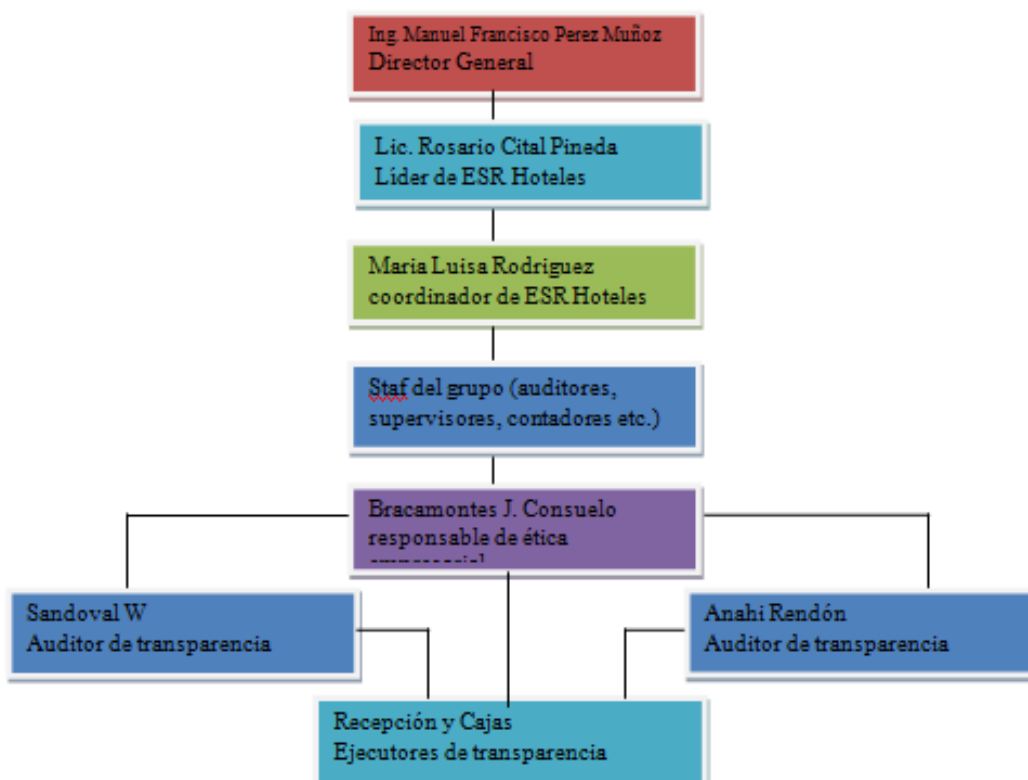 Ing. Manuel Francisco Perez Muñoz
Director General
Lic. Rosario Cital Pineda
Líder de ESR Hoteles
Maria Luisa Rodriguez
coordinador de ESR Hoteles
Staf del grupo (auditores,
supervisores, contadores etc.)
Bracamontes J. Consuelo
responsable de ética
Sandoval W
Auditor de transparencia
Anahi Rendón
Auditor de transparencia
Recepción y Cajas
Ejecutores de transparencia